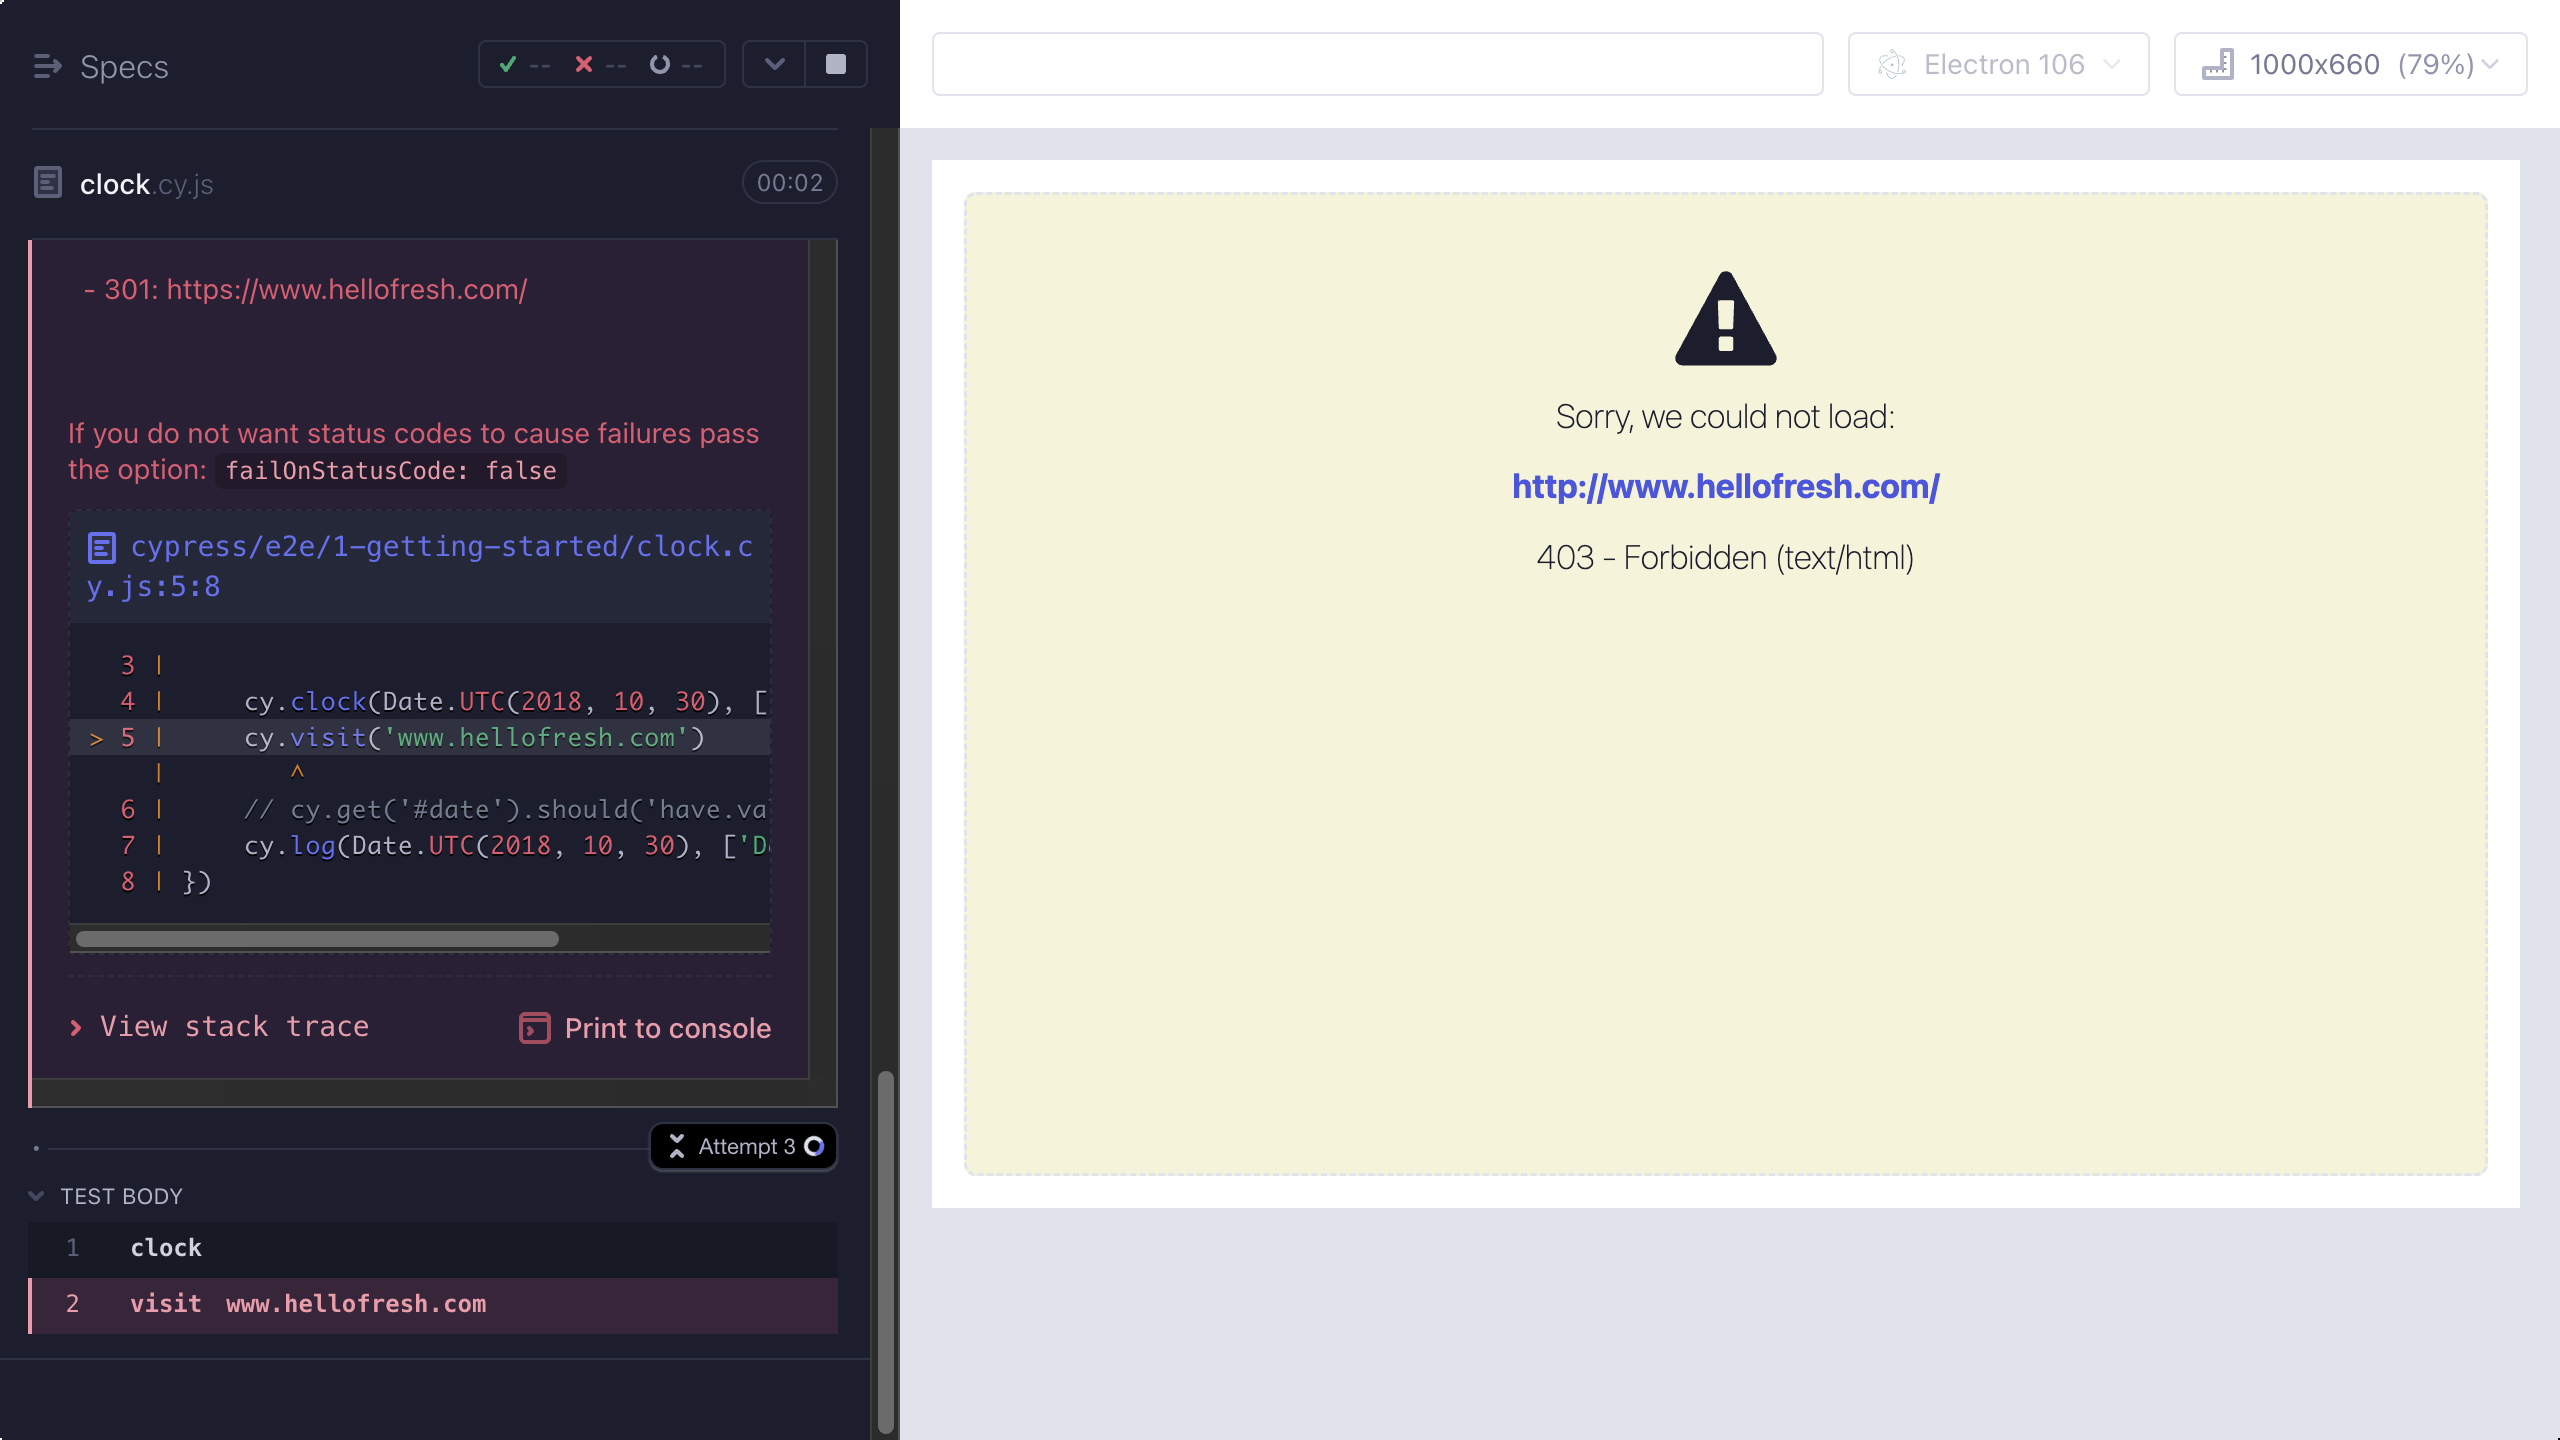 Specs
-- -- --
clock.cy.js
00:02
- 301: https://www.hellofresh.com/
If you do not want status codes to cause failures pass
the option: failOnStatusCode: false
cypress/e2e/1-getting-started/clock.c
y.js:5:8
3 |
4 | cy.clock(Date.UTC(2018, 10, 30), [
> 5 | cy.visit('www.hellofresh.com')
| ^
6 | // cy.get('#date').should('have.va
7 | cy.log(Date.UTC(2018, 10, 30), ['D
8 | })
View stack trace
Print to console
Attempt 3
TEST BODY
1 clock
2 visit www.hellofresh.com
Electron 106
1000x660 (79%)
Sorry, we could not load:
http://www.hellofresh.com/
403 - Forbidden (text/html)